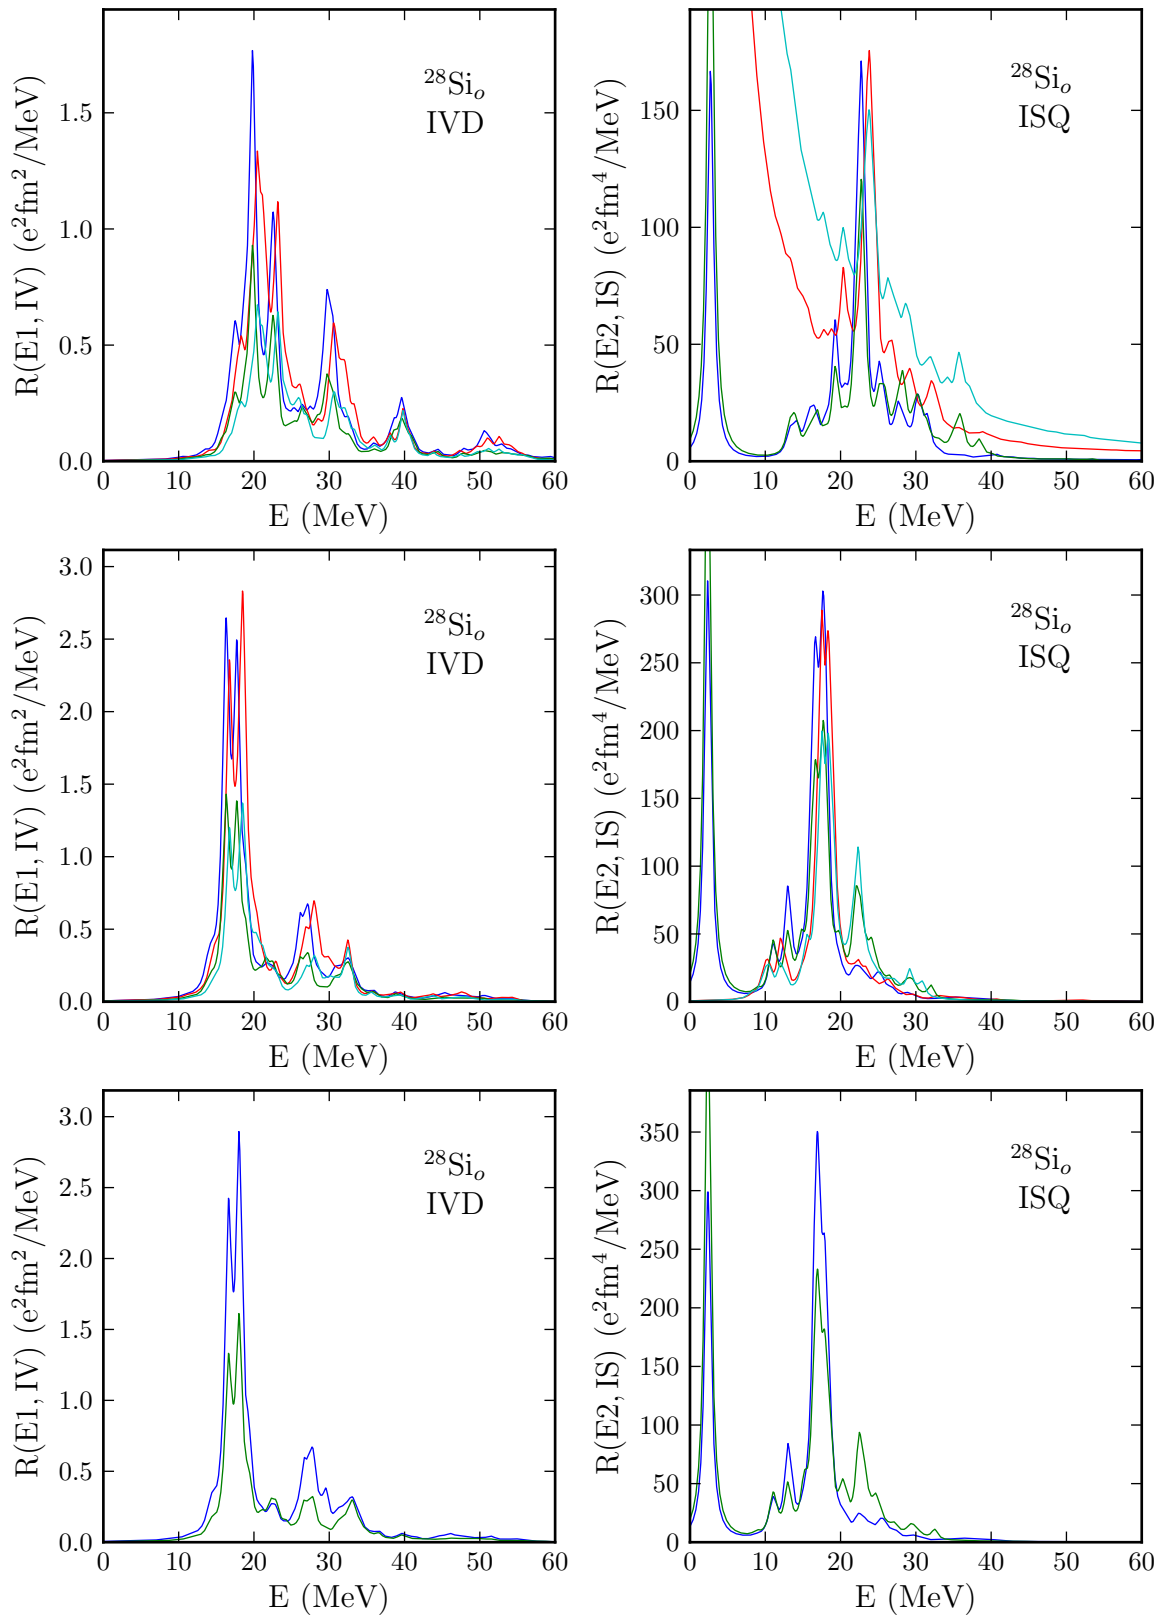 R(E1, IV) (e²fm²/MeV)
1.5
1.0
0.5
0.0
²⁸Siₒ
IVD
0 10 20 30 40 50 60
E (MeV)
R(E2, IS) (e²fm⁴/MeV)
150
100
50
0
²⁸Siₒ
ISQ
0 10 20 30 40 50 60
E (MeV)
R(E1, IV) (e²fm²/MeV)
3.0
2.5
2.0
1.5
1.0
0.5
0.0
²⁸Siₒ
IVD
0 10 20 30 40 50 60
E (MeV)
R(E2, IS) (e²fm⁴/MeV)
300
250
200
150
100
50
0
²⁸Siₒ
ISQ
0 10 20 30 40 50 60
E (MeV)
R(E1, IV) (e²fm²/MeV)
3.0
2.5
2.0
1.5
1.0
0.5
0.0
²⁸Siₒ
IVD
0 10 20 30 40 50 60
E (MeV)
R(E2, IS) (e²fm⁴/MeV)
350
300
250
200
150
100
50
0
²⁸Siₒ
ISQ
0 10 20 30 40 50 60
E (MeV)